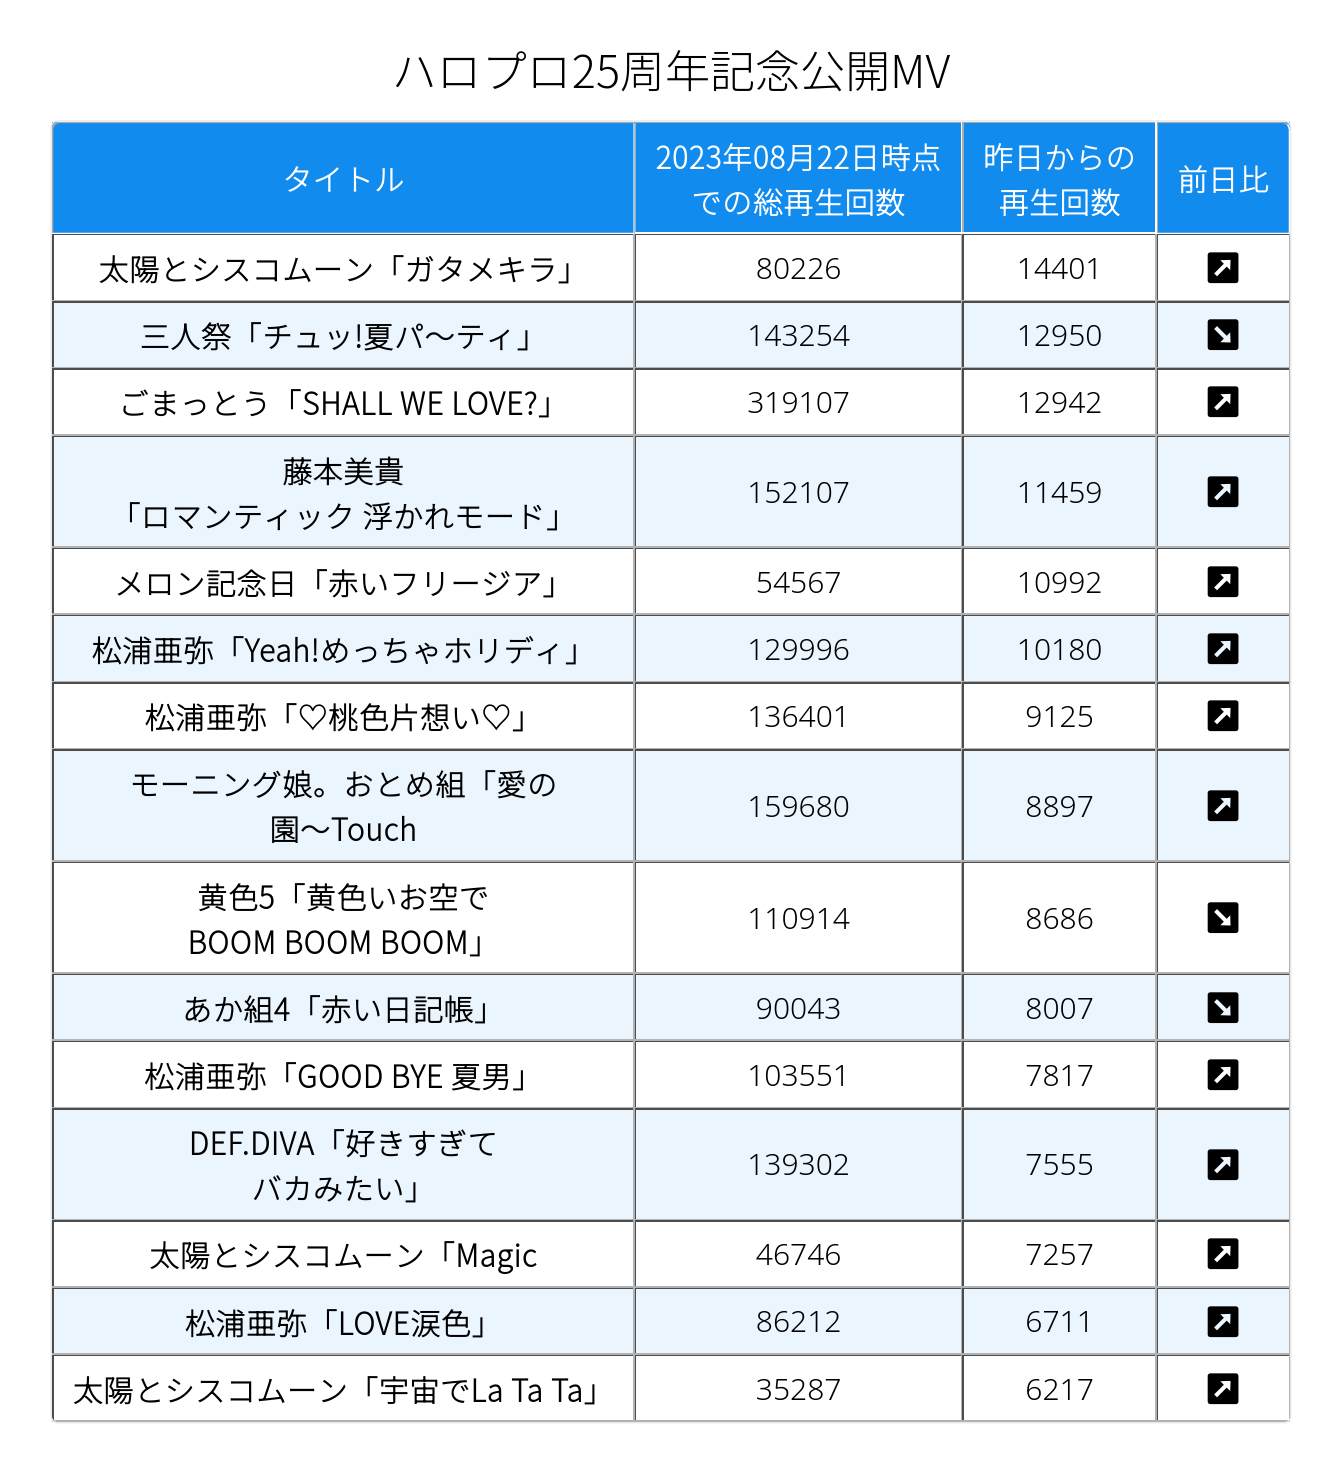 ハロプロ25周年記念公開MV
タイトル
2023年08月22日時点
での総再生回数
昨日からの
再生回数
前日比
太陽とシスコムーン「ガタメキラ」 80226 14401 ↗
三人祭「チュッ!夏パ〜ティ」 143254 12950 ↘
ごまっとう「SHALL WE LOVE?」 319107 12942 ↗
藤本美貴
「ロマンティック 浮かれモード」 152107 11459 ↗
メロン記念日「赤いフリージア」 54567 10992 ↗
松浦亜弥「Yeah!めっちゃホリディ」 129996 10180 ↗
松浦亜弥「♡桃色片想い♡」 136401 9125 ↗
モーニング娘。おとめ組「愛の
園〜Touch 159680 8897 ↗
黄色5「黄色いお空で
BOOM BOOM BOOM」 110914 8686 ↘
あか組4「赤い日記帳」 90043 8007 ↘
松浦亜弥「GOOD BYE 夏男」 103551 7817 ↗
DEF.DIVA「好きすぎて
バカみたい」 139302 7555 ↗
太陽とシスコムーン「Magic 46746 7257 ↗
松浦亜弥「LOVE涙色」 86212 6711 ↗
太陽とシスコムーン「宇宙でLa Ta Ta」 35287 6217 ↗